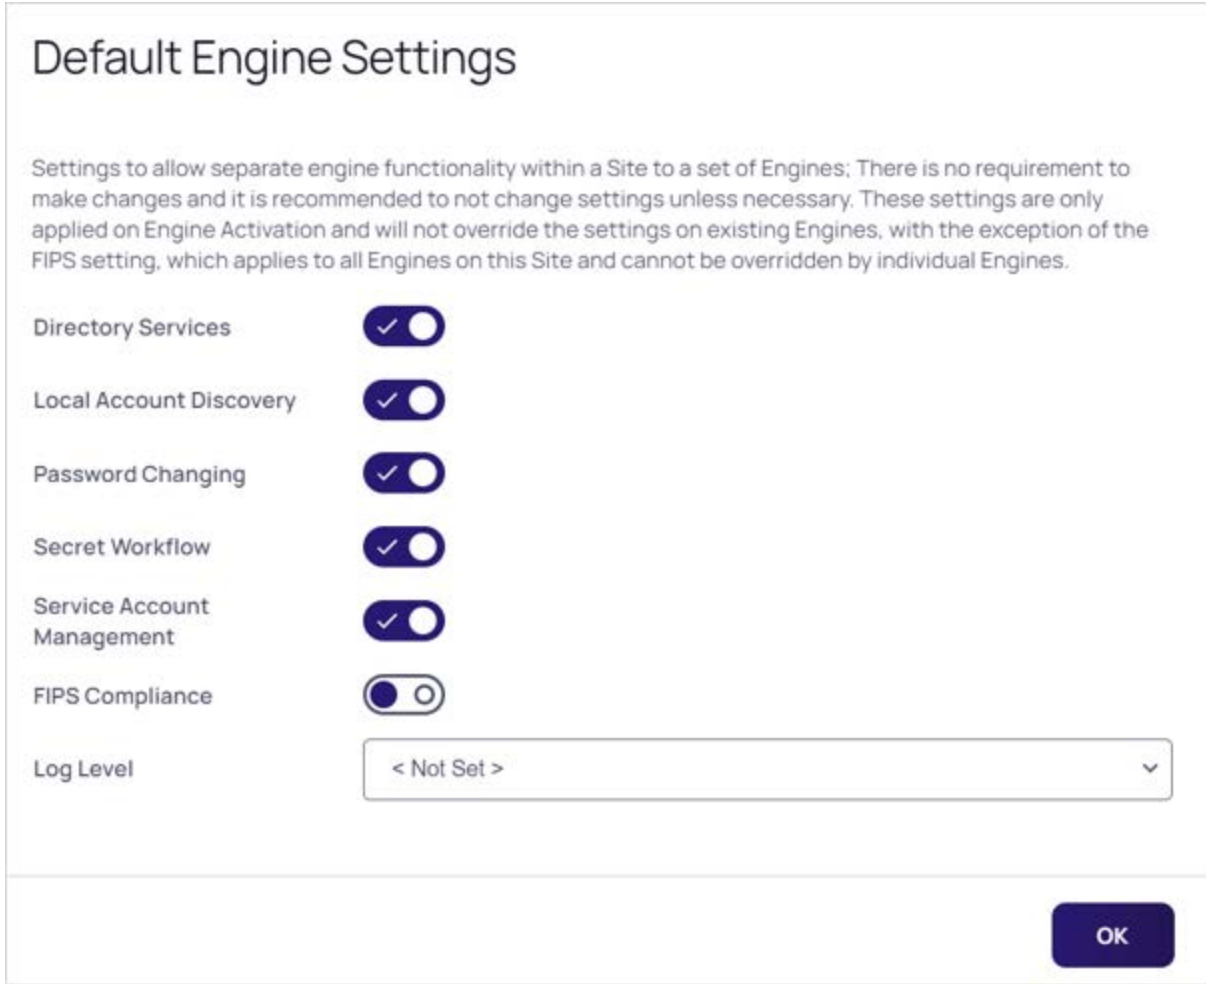 Default Engine Settings
Settings to allow separate engine functionality within a Site to a set of Engines; There is no requirement to
make changes and it is recommended to not change settings unless necessary. These settings are only
applied on Engine Activation and will not override the settings on existing Engines, with the exception of the
FIPS setting, which applies to all Engines on this Site and cannot be overridden by individual Engines.
Directory Services
Local Account Discovery
Password Changing
Secret Workflow
Service Account
Management
FIPS Compliance
Log Level
< Not Set >
OK